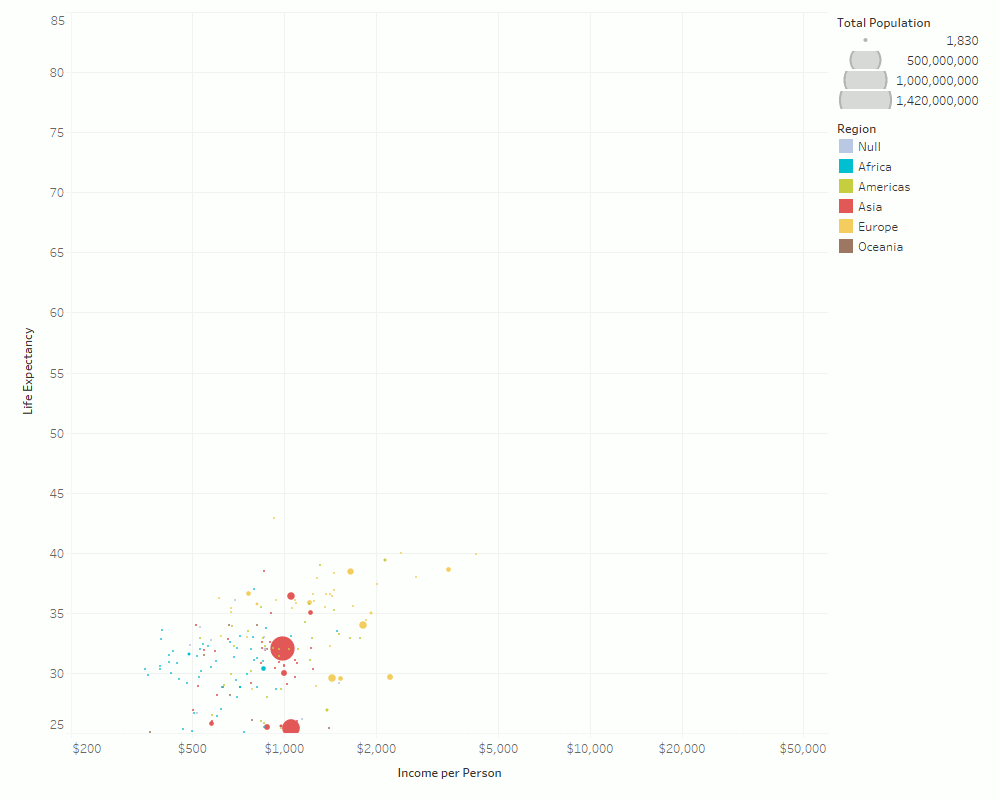 Total Population
1,830
500,000,000
1,000,000,000
1,420,000,000
Region
Null
Africa
Americas
Asia
Europe
Oceania
Life Expectancy
85
80
75
70
65
60
55
50
45
40
35
30
25
$200 $500 $1,000 $2,000 $5,000 $10,000 $20,000 $50,000
Income per Person